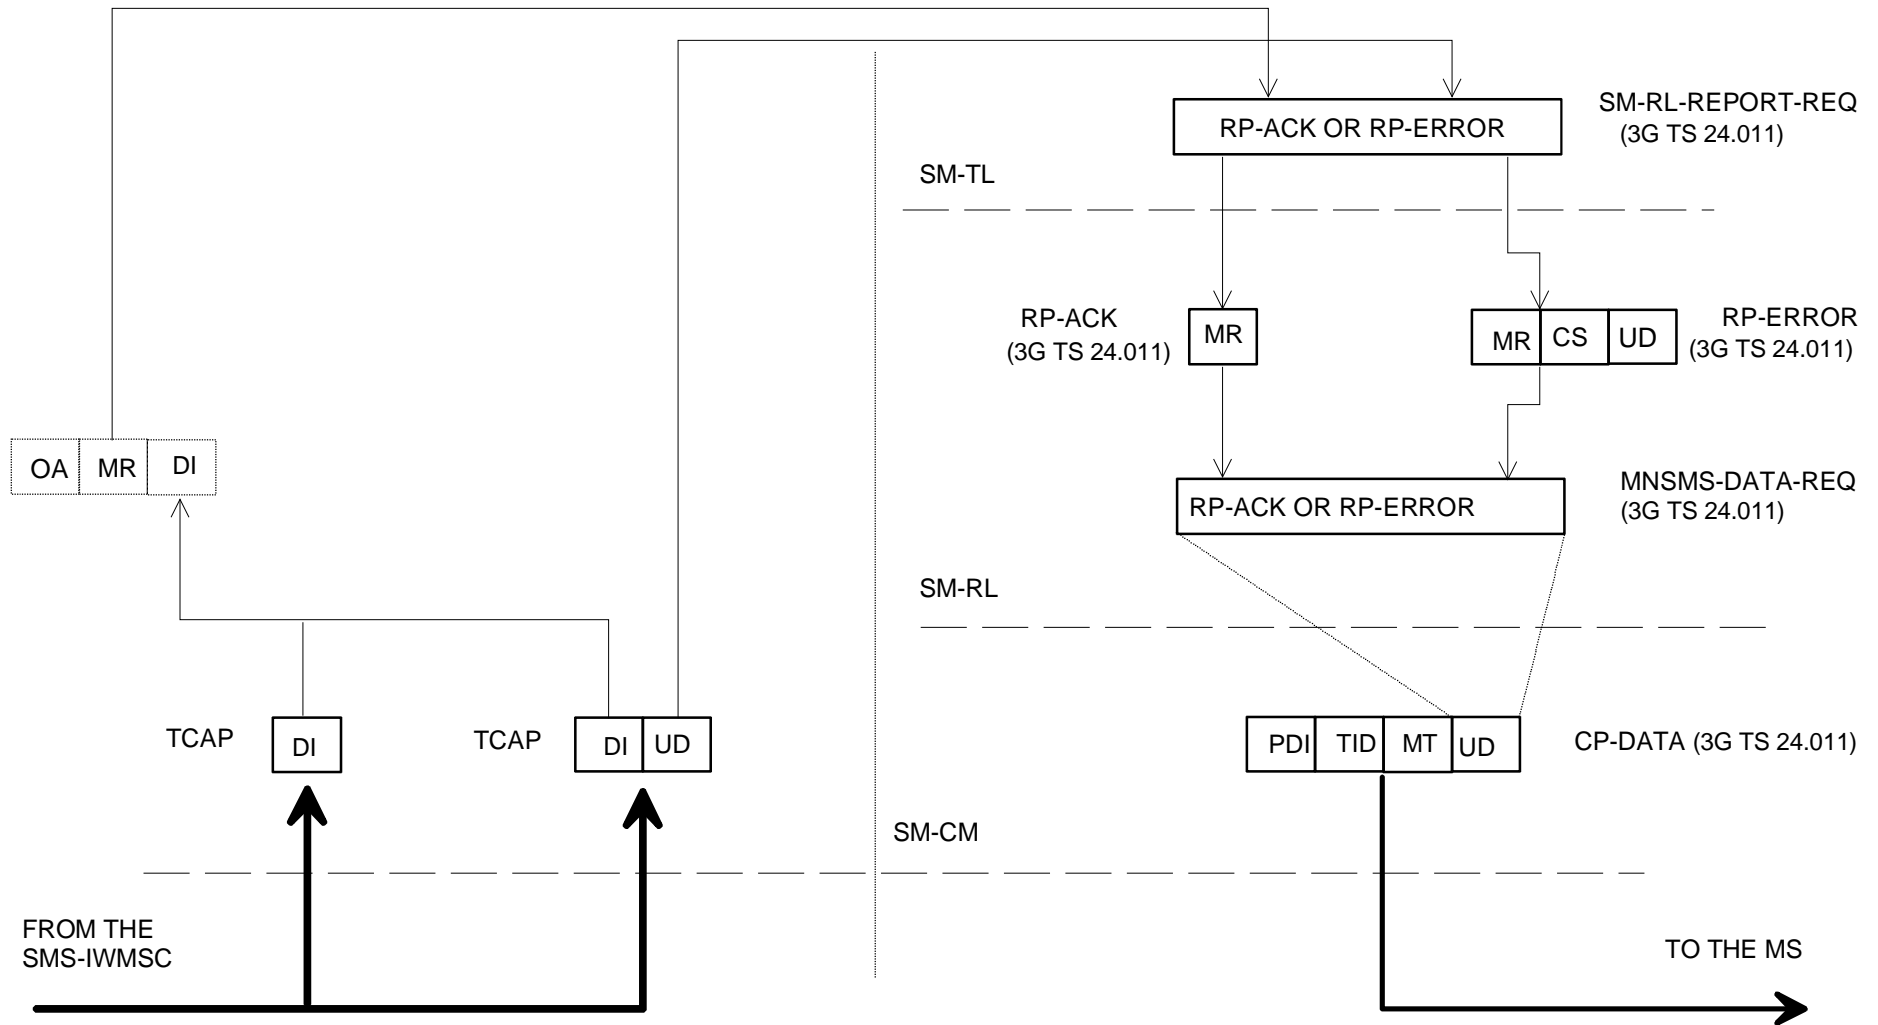 RP-ACK OR RP-ERROR
SM-RL-REPORT-REQ
(3G TS 24.011)
SM-TL
RP-ACK
(3G TS 24.011)
MR
MR CS UD
RP-ERROR
(3G TS 24.011)
OA MR DI
RP-ACK OR RP-ERROR
MNSMS-DATA-REQ
(3G TS 24.011)
SM-RL
TCAP DI
TCAP DI UD
PDI TID MT UD
CP-DATA (3G TS 24.011)
SM-CM
FROM THE
SMS-IWMSC
TO THE MS